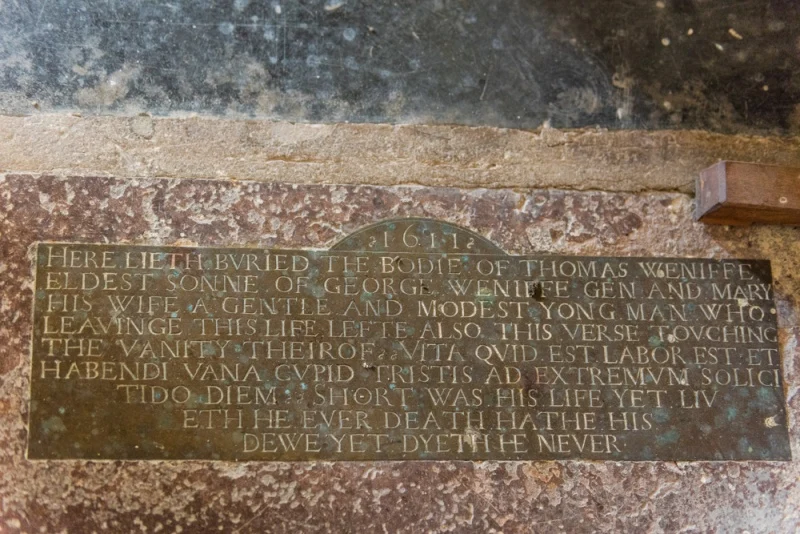 1611
HERE LIETH BVRIED THE BODIE OF THOMAS WENIFFE
ELDEST SONNE OF GEORGE WENIFFE GEN AND MARY
HIS WIFE A GENTLE AND MODEST YONG MAN WHO
LEAVINGE THIS LIFE LEFTE ALSO THIS VERSE TOVCHING
THE VANITY THEIROF : VITA QVID EST LABOR EST ET
HABENDI VANA CVPID TRISTIS AD EXTREMVM SOLICI
TIDO DIEM : SHORT WAS HIS LIFE YET LIV
ETH HE EVER DEATH HATHE HIS
DEWE YET DYETH HE NEVER